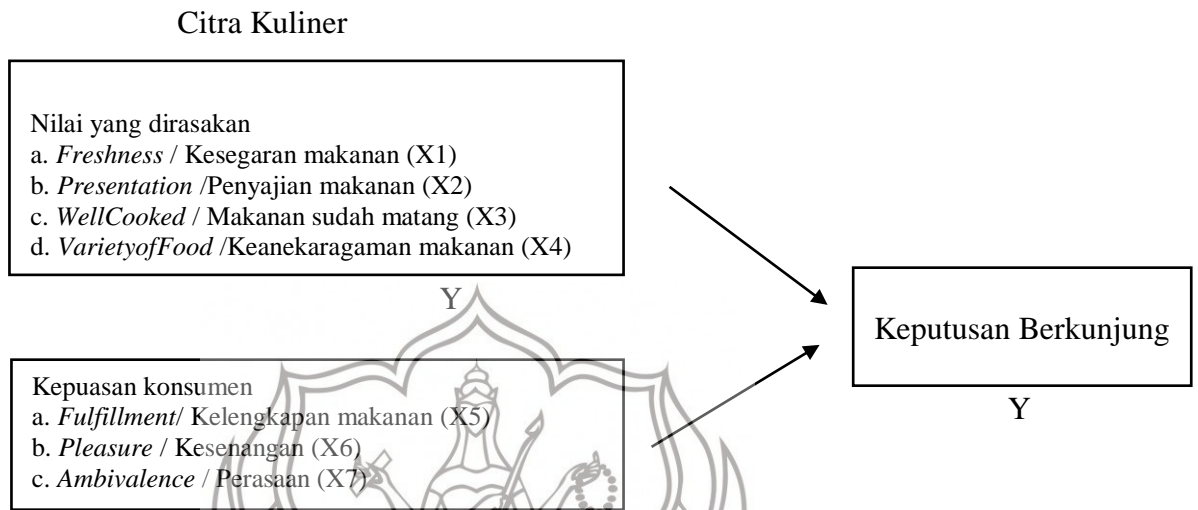 Citra Kuliner
Nilai yang dirasakan
a. Freshness / Kesegaran makanan (X1)
b. Presentation /Penyajian makanan (X2)
c. WellCooked / Makanan sudah matang (X3)
d. VarietyofFood /Keanekaragaman makanan (X4)
Y
Keputusan Berkunjung
Y
Kepuasan konsumen
a. Fulfillment/ Kelengkapan makanan (X5)
b. Pleasure / Kesenangan (X6)
c. Ambivalence / Perasaan (X7)